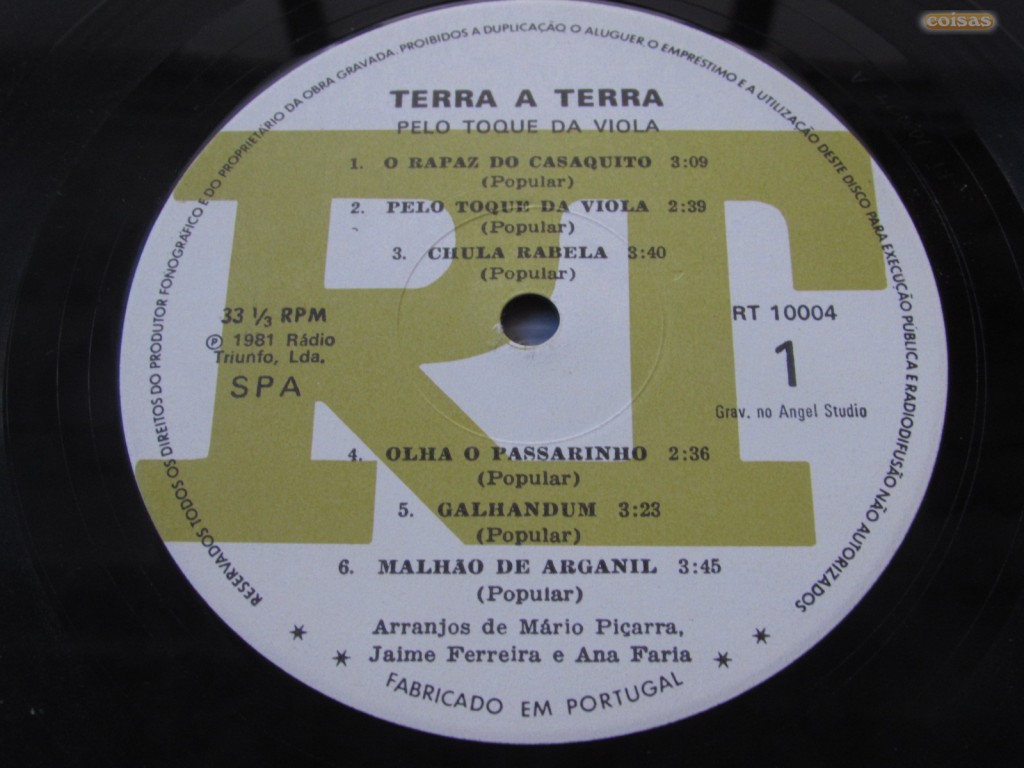 coisas
RESERVADOS TODOS OS DIREITOS DO PRODUTOR FONOGRÁFICO E DO PROPRIETÁRIO DA OBRA GRAVADA. PROIBIDOS A DUPLICAÇÃO O ALUGUER O EMPRÉSTIMO E A UTILIZAÇÃO DESTE DISCO PARA EXECUÇÃO PÚBLICA E RADIODIFUSÃO NÃO AUTORIZADOS
TERRA A TERRA
PELO TOQUE DA VIOLA
1. O RAPAZ DO CASAQUITO 3:09
(Popular)
2. PELO TOQUE DA VIOLA 2:39
(Popular)
3. CHULA RABELA 3:40
(Popular)
RT
33 ⅓ RPM
℗ 1981 Rádio
Triunfo, Lda.
SPA
RT 10004
1
Grav. no Angel Studio
4. OLHA O PASSARINHO 2:36
(Popular)
5. GALHANDUM 3:23
(Popular)
6. MALHÃO DE ARGANIL 3:45
(Popular)
Arranjos de Mário Piçarra,
Jaime Ferreira e Ana Faria
FABRICADO EM PORTUGAL